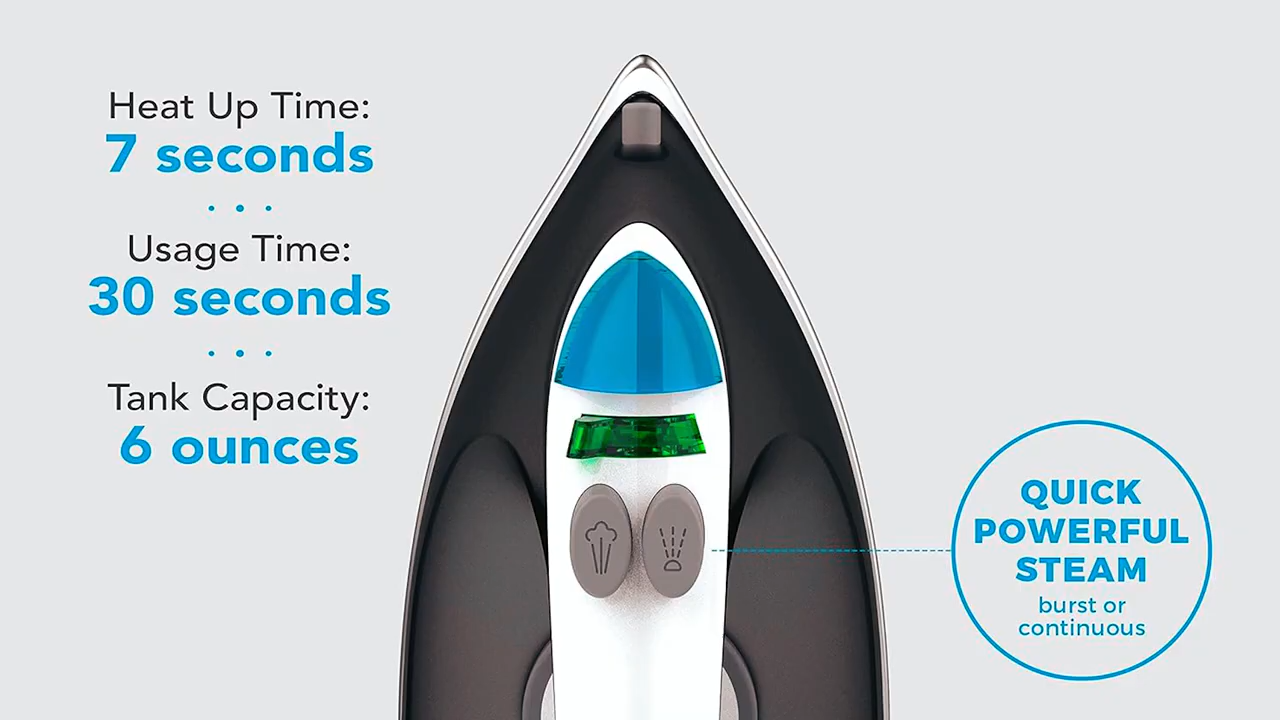 Heat Up Time:
7 seconds
Usage Time:
30 seconds
Tank Capacity:
6 ounces
QUICK
POWERFUL
STEAM
burst or
continuous